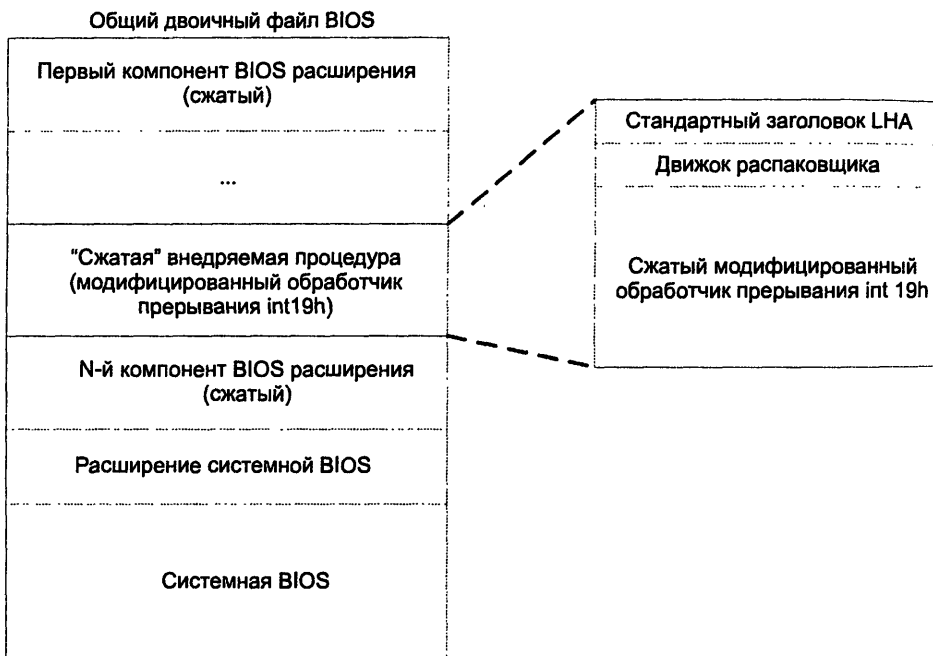 Общий двоичный файл BIOS
Первый компонент BIOS расширения
(сжатый)
...
“Сжатая” внедряемая процедура
(модифицированный обработчик
прерывания int19h)
N-й компонент BIOS расширения
(сжатый)
Расширение системной BIOS
Системная BIOS
Стандартный заголовок LHA
Движок распаковщика
Сжатый модифицированный
обработчик прерывания int 19h